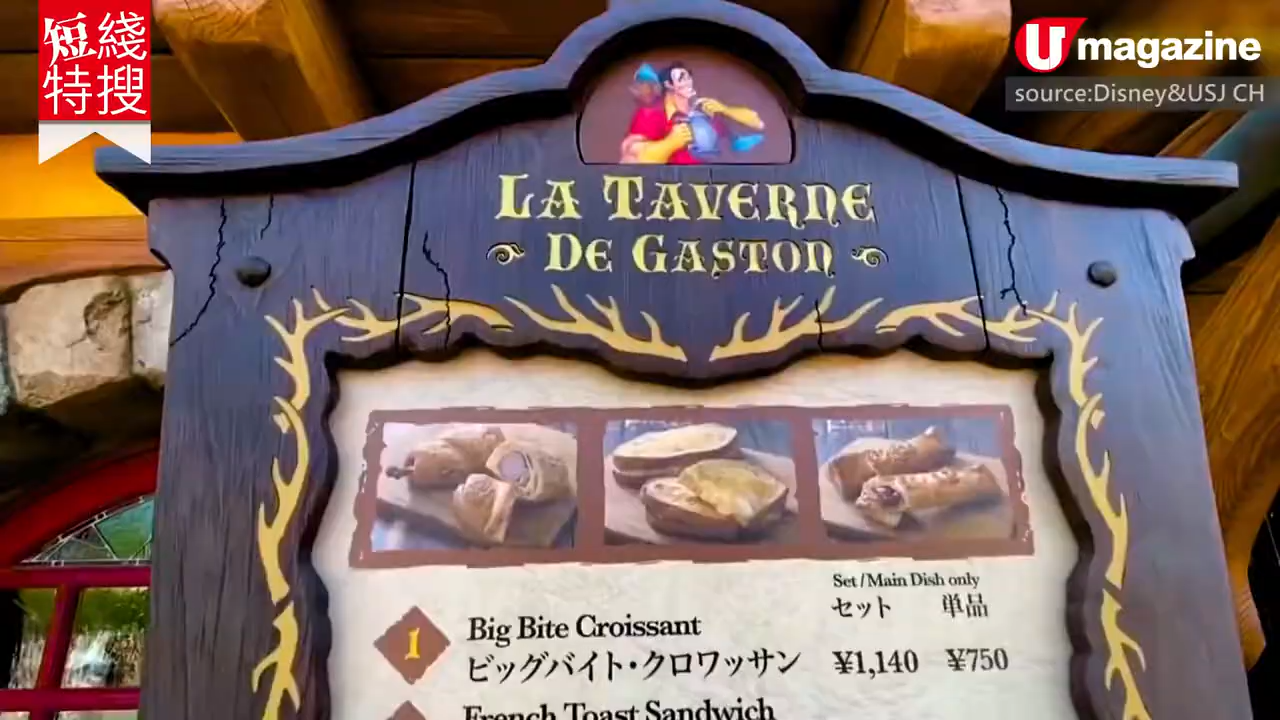 短綫
特搜
U magazine
source:Disney&USJ CH
LA TAVERNE
DE GASTON
Set / Main Dish only
セット 単品
1 Big Bite Croissant
ビッグバイト・クロワッサン ¥1,140 ¥750
French Toast Sandwich